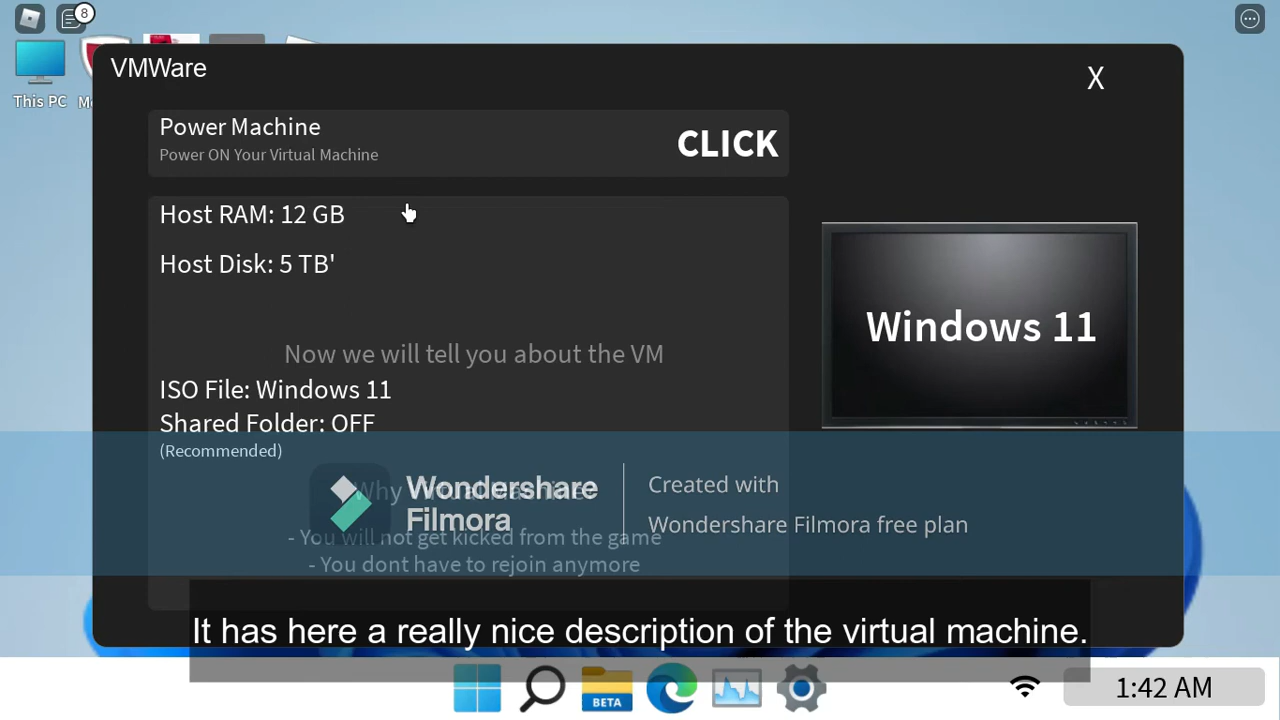 8
This PC
VMWare
X
Power Machine
Power ON Your Virtual Machine
CLICK
Host RAM: 12 GB
Host Disk: 5 TB'
Windows 11
Now we will tell you about the VM
ISO File: Windows 11
Shared Folder: OFF
(Recommended)
Why Virtual Machine?
Wondershare
Filmora
Created with
Wondershare Filmora free plan
- You will not get kicked from the game
- You dont have to rejoin anymore
It has here a really nice description of the virtual machine.
BETA
1:42 AM